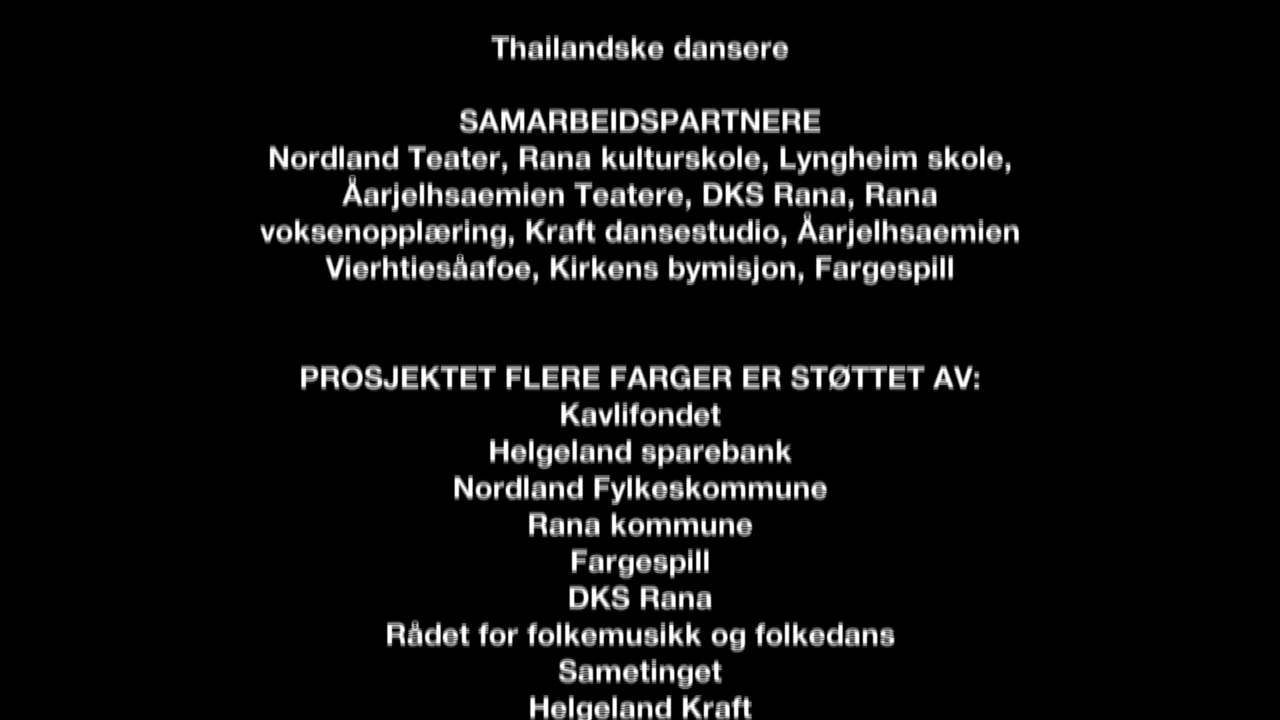 Thailandske dansere
SAMARBEIDSPARTNERE
Nordland Teater, Rana kulturskole, Lyngheim skole,
Åarjelhsaemien Teatere, DKS Rana, Rana
voksenopplæring, Kraft dansestudio, Åarjelhsaemien
Vierhtiesåafoe, Kirkens bymisjon, Fargespill
PROSJEKTET FLERE FARGER ER STØTTET AV:
Kavlifondet
Helgeland sparebank
Nordland Fylkeskommune
Rana kommune
Fargespill
DKS Rana
Rådet for folkemusikk og folkedans
Sametinget
Helgeland Kraft